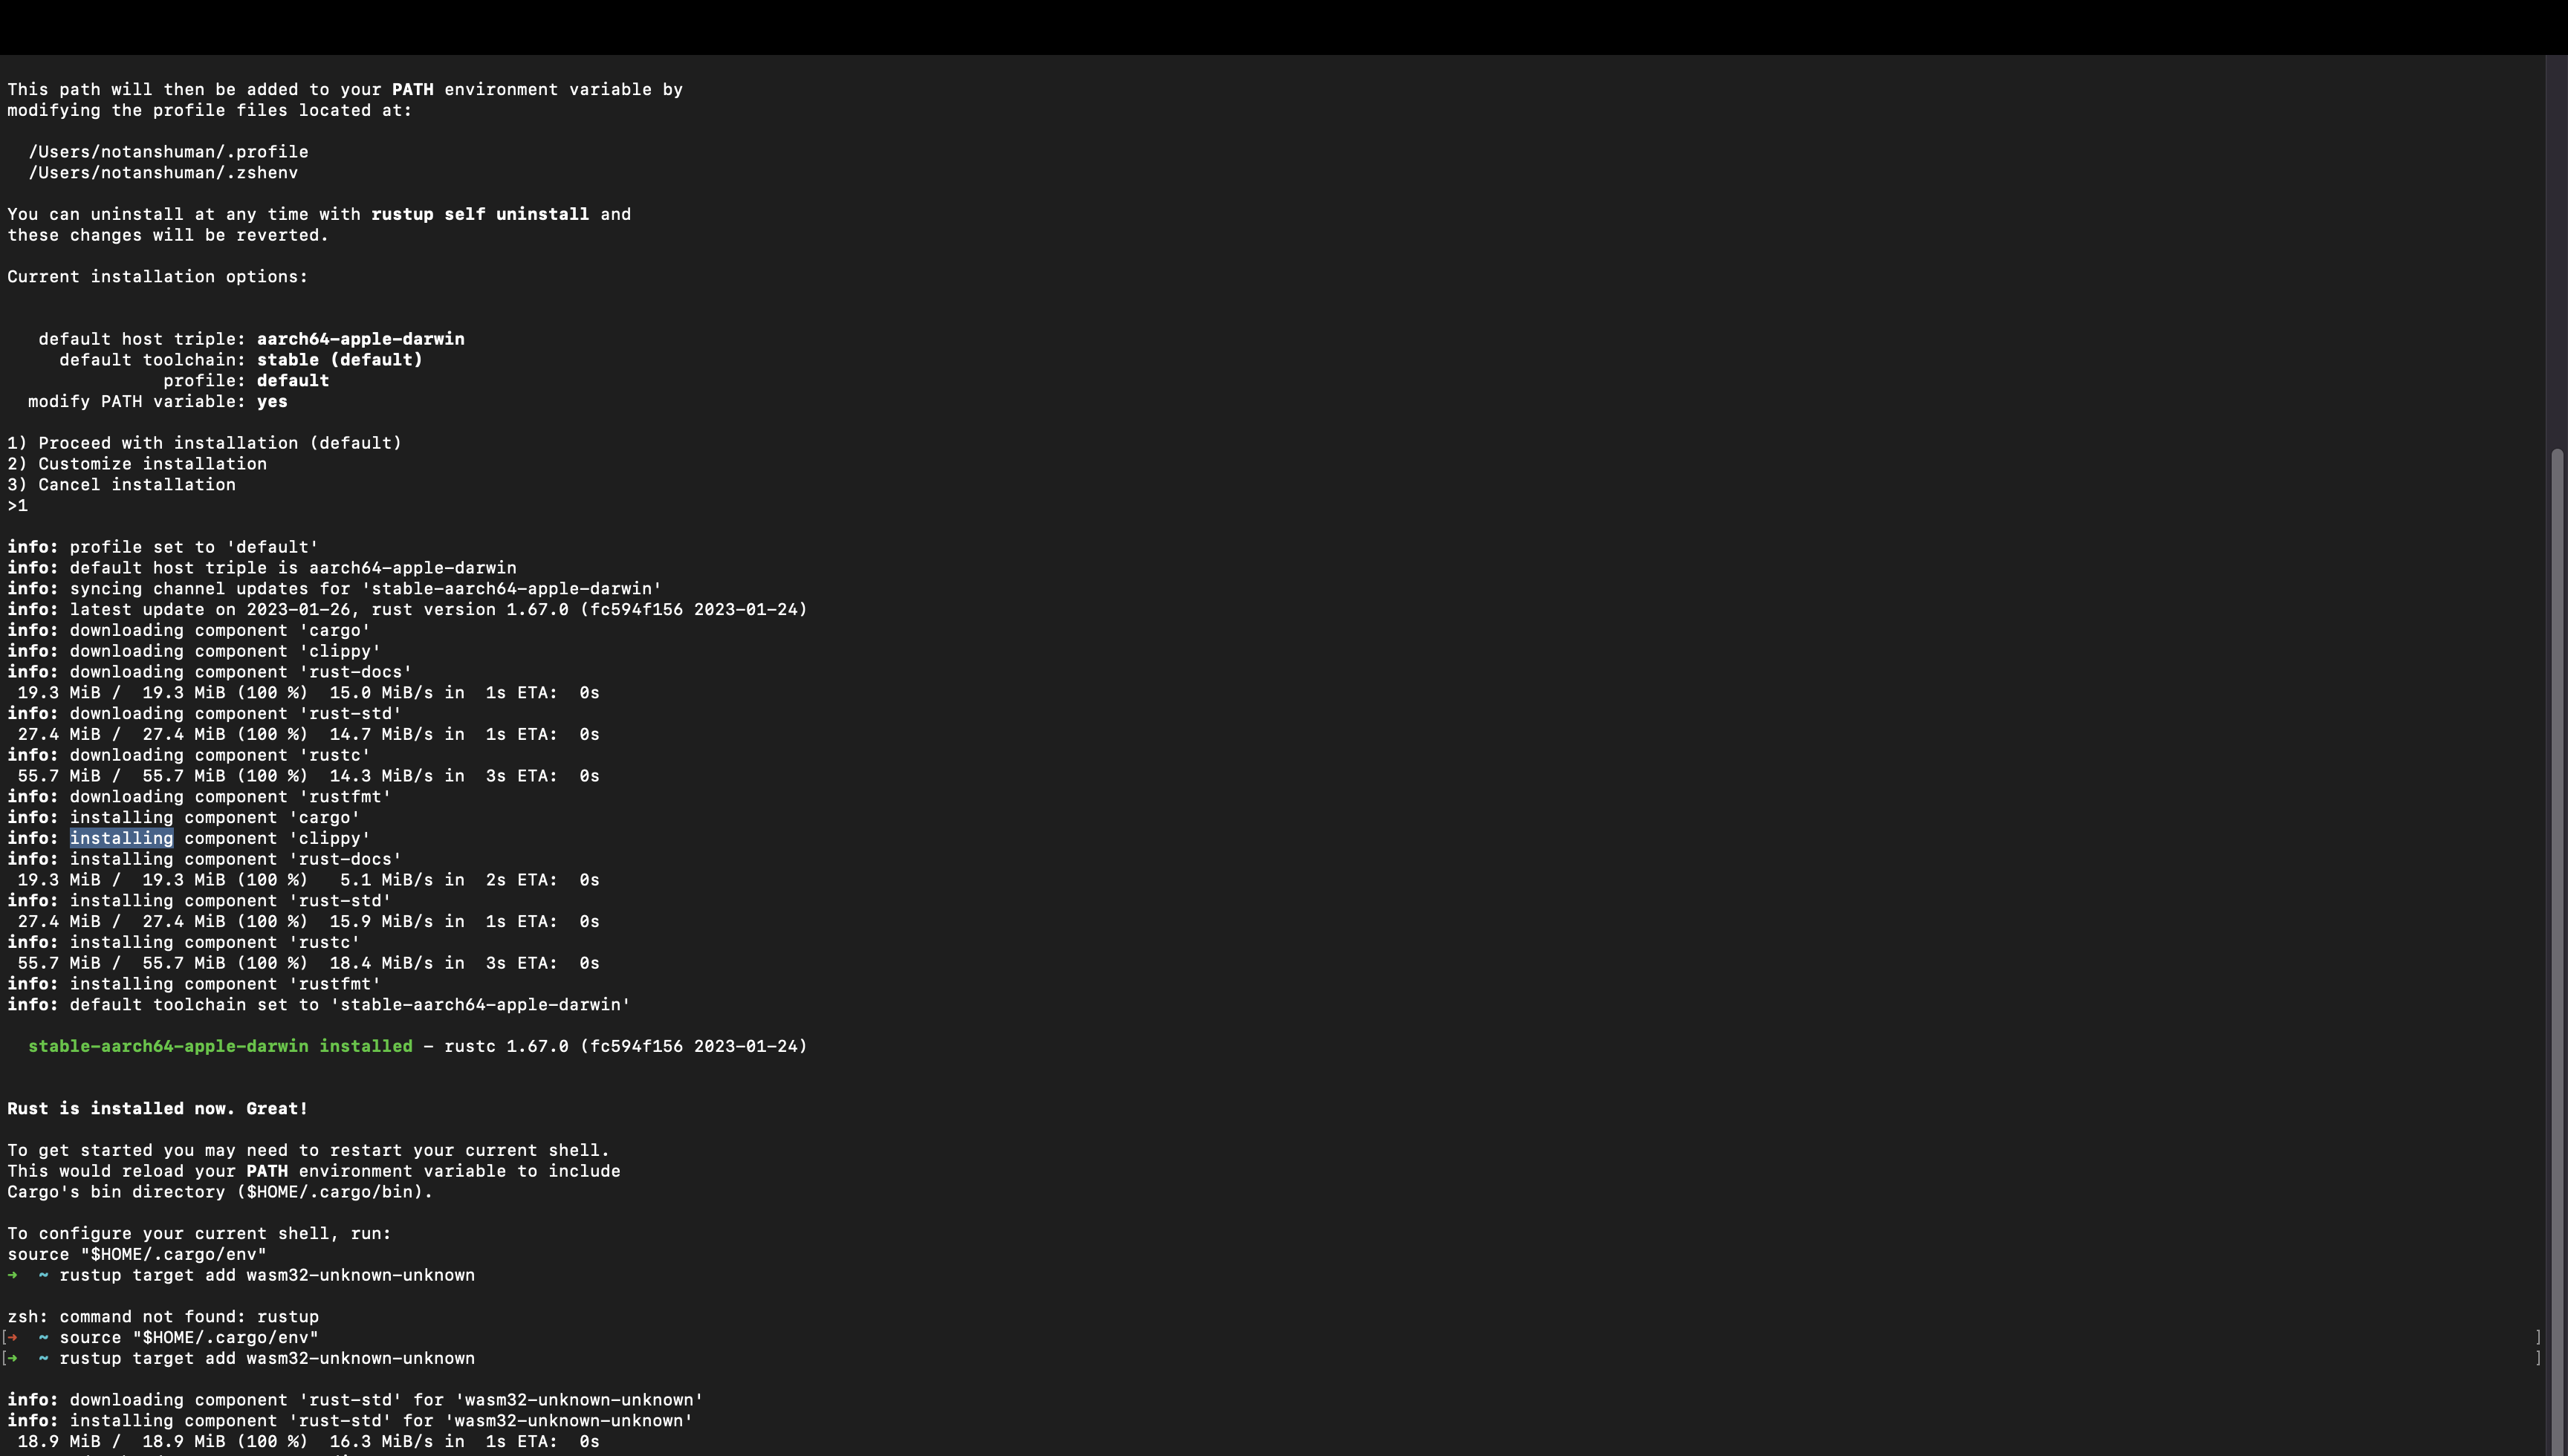 This path will then be added to your PATH environment variable by
modifying the profile files located at:
/Users/notanshuman/.profile
/Users/notanshuman/.zshenv
You can uninstall at any time with rustup self uninstall and
these changes will be reverted.
Current installation options:
default host triple: aarch64-apple-darwin
default toolchain: stable (default)
profile: default
modify PATH variable: yes
1) Proceed with installation (default)
2) Customize installation
3) Cancel installation
>1
info: profile set to 'default'
info: default host triple is aarch64-apple-darwin
info: syncing channel updates for 'stable-aarch64-apple-darwin'
info: latest update on 2023-01-26, rust version 1.67.0 (fc594f156 2023-01-24)
info: downloading component 'cargo'
info: downloading component 'clippy'
info: downloading component 'rust-docs'
19.3 MiB / 19.3 MiB (100 %) 15.0 MiB/s in 1s ETA: 0s
info: downloading component 'rust-std'
27.4 MiB / 27.4 MiB (100 %) 14.7 MiB/s in 1s ETA: 0s
info: downloading component 'rustc'
55.7 MiB / 55.7 MiB (100 %) 14.3 MiB/s in 3s ETA: 0s
info: downloading component 'rustfmt'
info: installing component 'cargo'
info: installing component 'clippy'
info: installing component 'rust-docs'
19.3 MiB / 19.3 MiB (100 %) 5.1 MiB/s in 2s ETA: 0s
info: installing component 'rust-std'
27.4 MiB / 27.4 MiB (100 %) 15.9 MiB/s in 1s ETA: 0s
info: installing component 'rustc'
55.7 MiB / 55.7 MiB (100 %) 18.4 MiB/s in 3s ETA: 0s
info: installing component 'rustfmt'
info: default toolchain set to 'stable-aarch64-apple-darwin'
stable-aarch64-apple-darwin installed - rustc 1.67.0 (fc594f156 2023-01-24)
Rust is installed now. Great!
To get started you may need to restart your current shell.
This would reload your PATH environment variable to include
Cargo's bin directory ($HOME/.cargo/bin).
To configure your current shell, run:
source "$HOME/.cargo/env"
➜ ~ rustup target add wasm32-unknown-unknown
zsh: command not found: rustup
[➜ ~ source "$HOME/.cargo/env" ]
[➜ ~ rustup target add wasm32-unknown-unknown ]
info: downloading component 'rust-std' for 'wasm32-unknown-unknown'
info: installing component 'rust-std' for 'wasm32-unknown-unknown'
18.9 MiB / 18.9 MiB (100 %) 16.3 MiB/s in 1s ETA: 0s